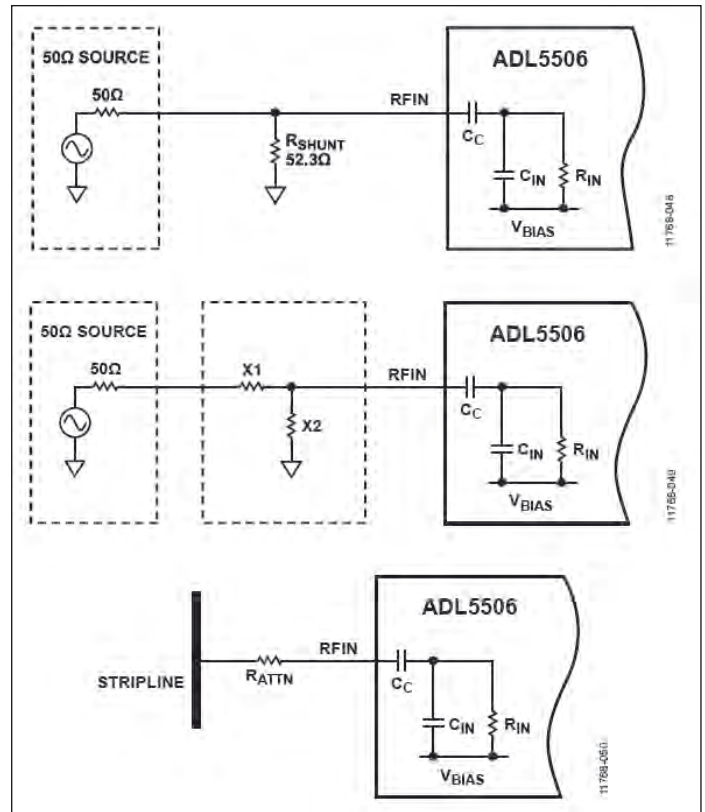 50Ω SOURCE
50Ω
RSHUNT
52.3Ω
RFIN
ADL5506
CC
CIN
RIN
VBIAS
11768-048
50Ω SOURCE
50Ω
X1
X2
RFIN
ADL5506
CC
CIN
RIN
VBIAS
11768-049
STRIPLINE
RATTN
RFIN
ADL5506
CC
CIN
RIN
VBIAS
11768-050